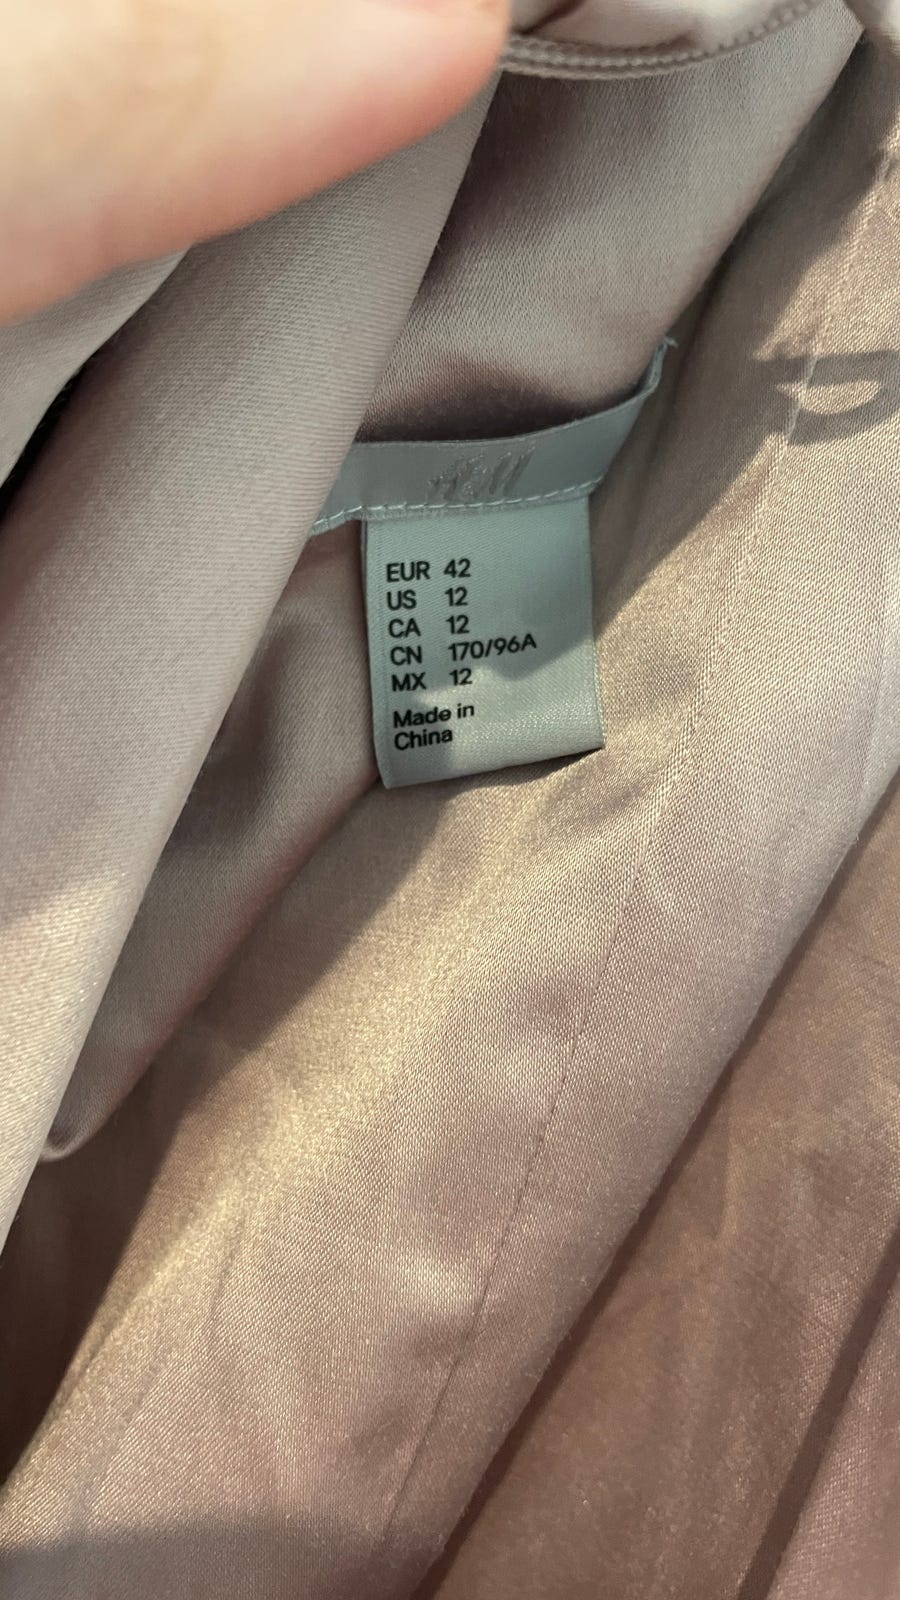 H&M
EUR 42
US 12
CA 12
CN 170/96A
MX 12
Made in
China